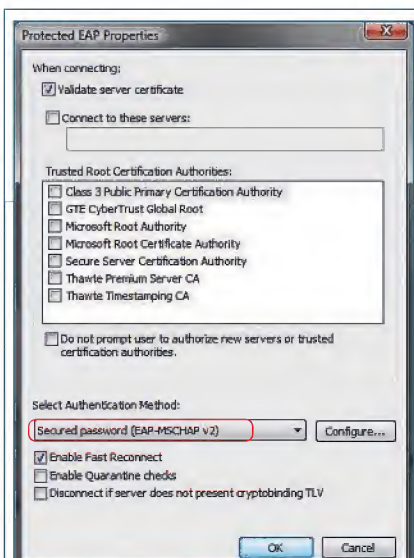 Protected EAP Properties
When connecting:
Validate server certificate
Connect to these servers:
Trusted Root Certification Authorities:
Class 3 Public Primary Certification Authority
GTE CyberTrust Global Root
Microsoft Root Authority
Microsoft Root Certificate Authority
Secure Server Certification Authority
Thawte Premium Server CA
Thawte Timestamping CA
Do not prompt user to authorize new servers or trusted
certification authorities.
Select Authentication Method:
Secured password (EAP-MSCHAP v2)
Configure...
Enable Fast Reconnect
Enable Quarantine checks
Disconnect if server does not present cryptobinding TLV
OK
Cancel